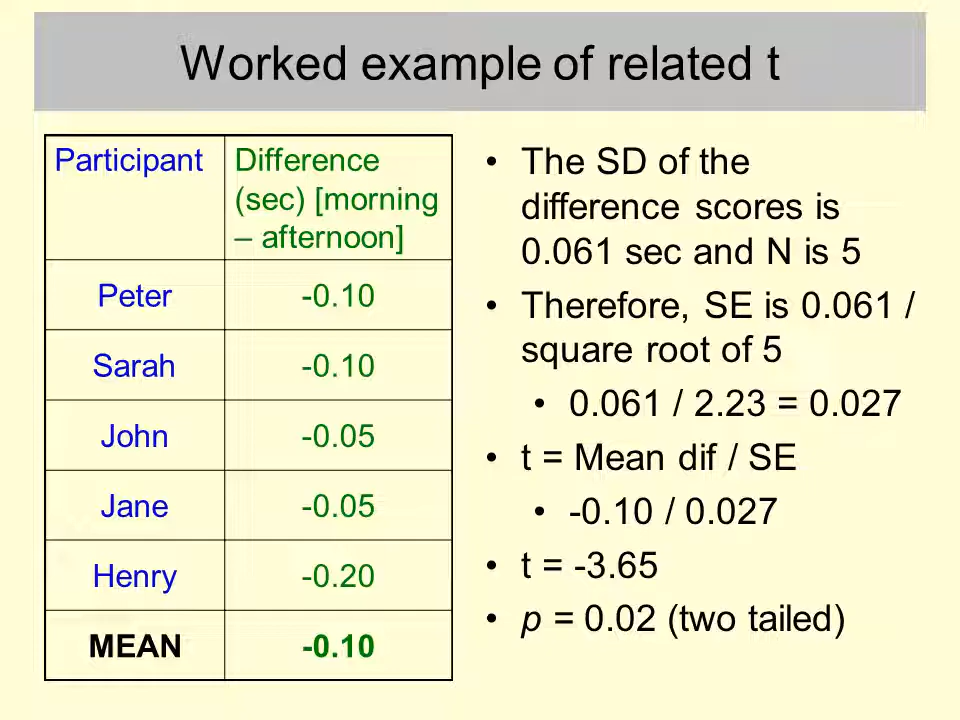 Worked example of related t
Participant Difference
(sec) [morning
– afternoon]
Peter -0.10
Sarah -0.10
John -0.05
Jane -0.05
Henry -0.20
MEAN -0.10
• The SD of the
difference scores is
0.061 sec and N is 5
• Therefore, SE is 0.061 /
square root of 5
• 0.061 / 2.23 = 0.027
• t = Mean dif / SE
• -0.10 / 0.027
• t = -3.65
• p = 0.02 (two tailed)